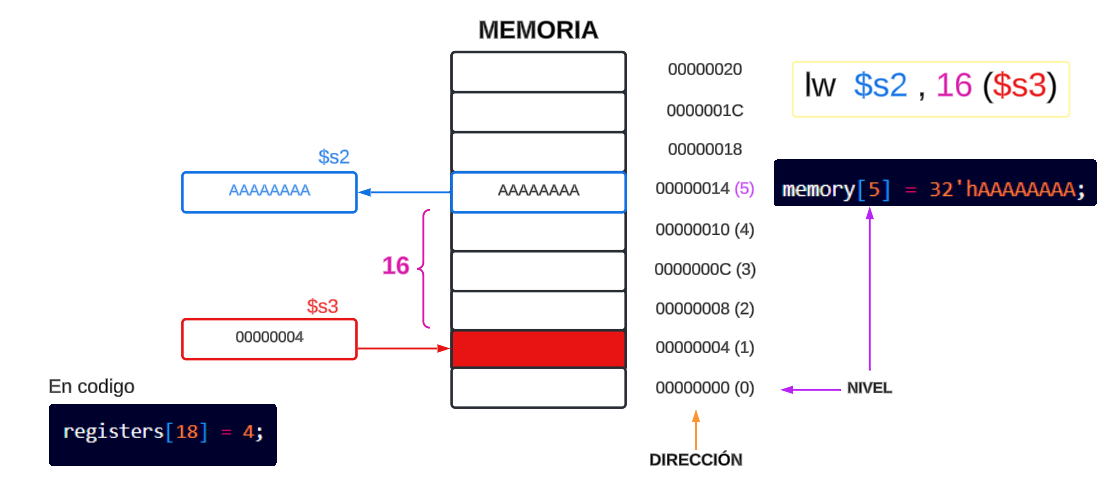 MEMORIA
00000020
lw $s2 , 16 ($s3)
0000001C
00000018
$s2
AAAAAAAA
AAAAAAAA
00000014 (5)
memory[5] = 32'hAAAAAAAA;
00000010 (4)
16
0000000C (3)
$s3
00000008 (2)
00000004
00000004 (1)
En codigo
00000000 (0)
NIVEL
registers[18] = 4;
DIRECCIÓN